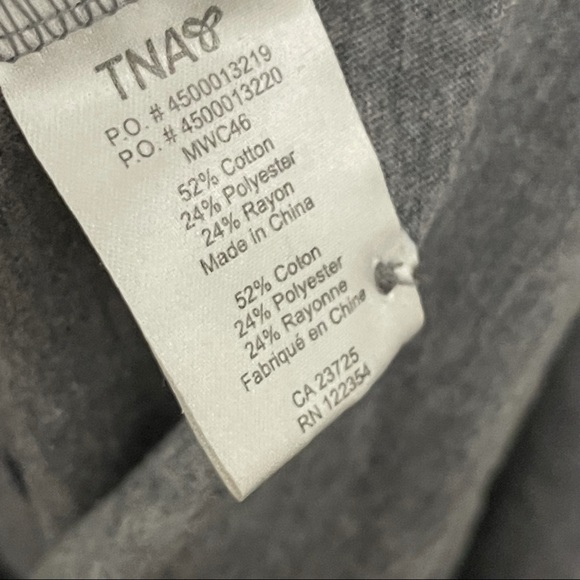 TNA
P.O. # 4500013219
P.O. # 4500013220
MWC46
52% Cotton
24% Polyester
24% Rayon
Made in China
52% Coton
24% Polyester
24% Rayonne
Fabriqué en Chine
CA 23725
RN 122354